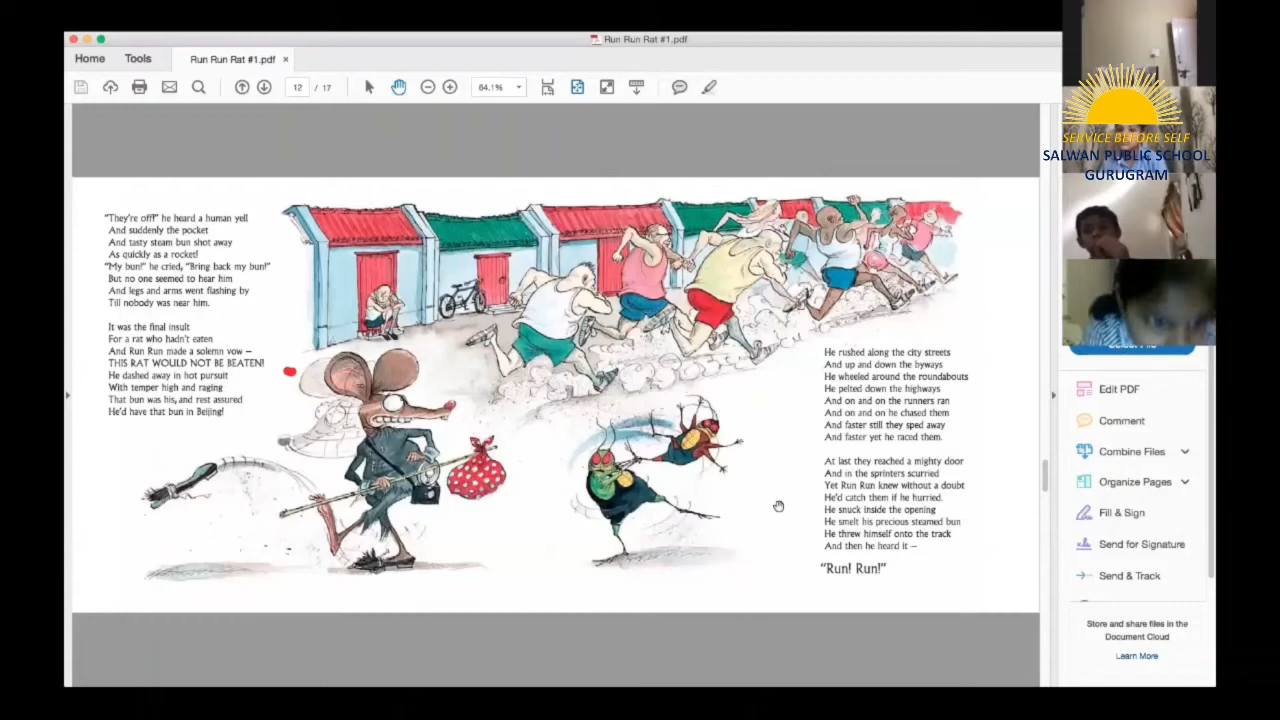 Run Run Rat #1.pdf
Home Tools Run Run Rat #1.pdf ×
12 / 17 64.1%
SERVICE BEFORE SELF
SALWAN PUBLIC SCHOOL
GURUGRAM
"They're off!" he heard a human yell
And suddenly the pocket
And tasty steam bun shot away
As quickly as a rocket!
"My bun!" he cried, "Bring back my bun!"
But no one seemed to hear him
And legs and arms went flashing by
Till nobody was near him.
It was the final insult
For a rat who hadn't eaten
And Run Run made a solemn vow –
THIS RAT WOULD NOT BE BEATEN!
He dashed away in hot pursuit
With temper high and raging
That bun was his, and rest assured
He'd have that bun in Beijing!
He rushed along the city streets
And up and down the byways
He wheeled around the roundabouts
He pelted down the highways
And on and on the runners ran
And on and on he chased them
And faster still they sped away
And faster yet he raced them.
At last they reached a mighty door
And in the sprinters scurried
Yet Run Run knew without a doubt
He'd catch them if he hurried.
He snuck inside the opening
He smelt his precious steamed bun
He threw himself onto the track
And then he heard it –
"Run! Run!"
Edit PDF
Comment
Combine Files
Organize Pages
Fill & Sign
Send for Signature
Send & Track
Store and share files in the
Document Cloud
Learn More